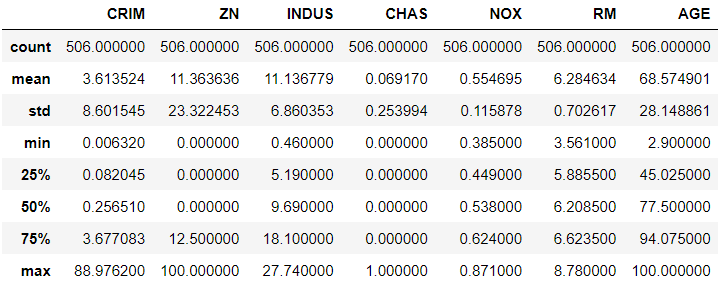 CRIM ZN INDUS CHAS NOX RM AGE
count 506.000000 506.000000 506.000000 506.000000 506.000000 506.000000 506.000000
mean 3.613524 11.363636 11.136779 0.069170 0.554695 6.284634 68.574901
std 8.601545 23.322453 6.860353 0.253994 0.115878 0.702617 28.148861
min 0.006320 0.000000 0.460000 0.000000 0.385000 3.561000 2.900000
25% 0.082045 0.000000 5.190000 0.000000 0.449000 5.885500 45.025000
50% 0.256510 0.000000 9.690000 0.000000 0.538000 6.208500 77.500000
75% 3.677083 12.500000 18.100000 0.000000 0.624000 6.623500 94.075000
max 88.976200 100.000000 27.740000 1.000000 0.871000 8.780000 100.000000